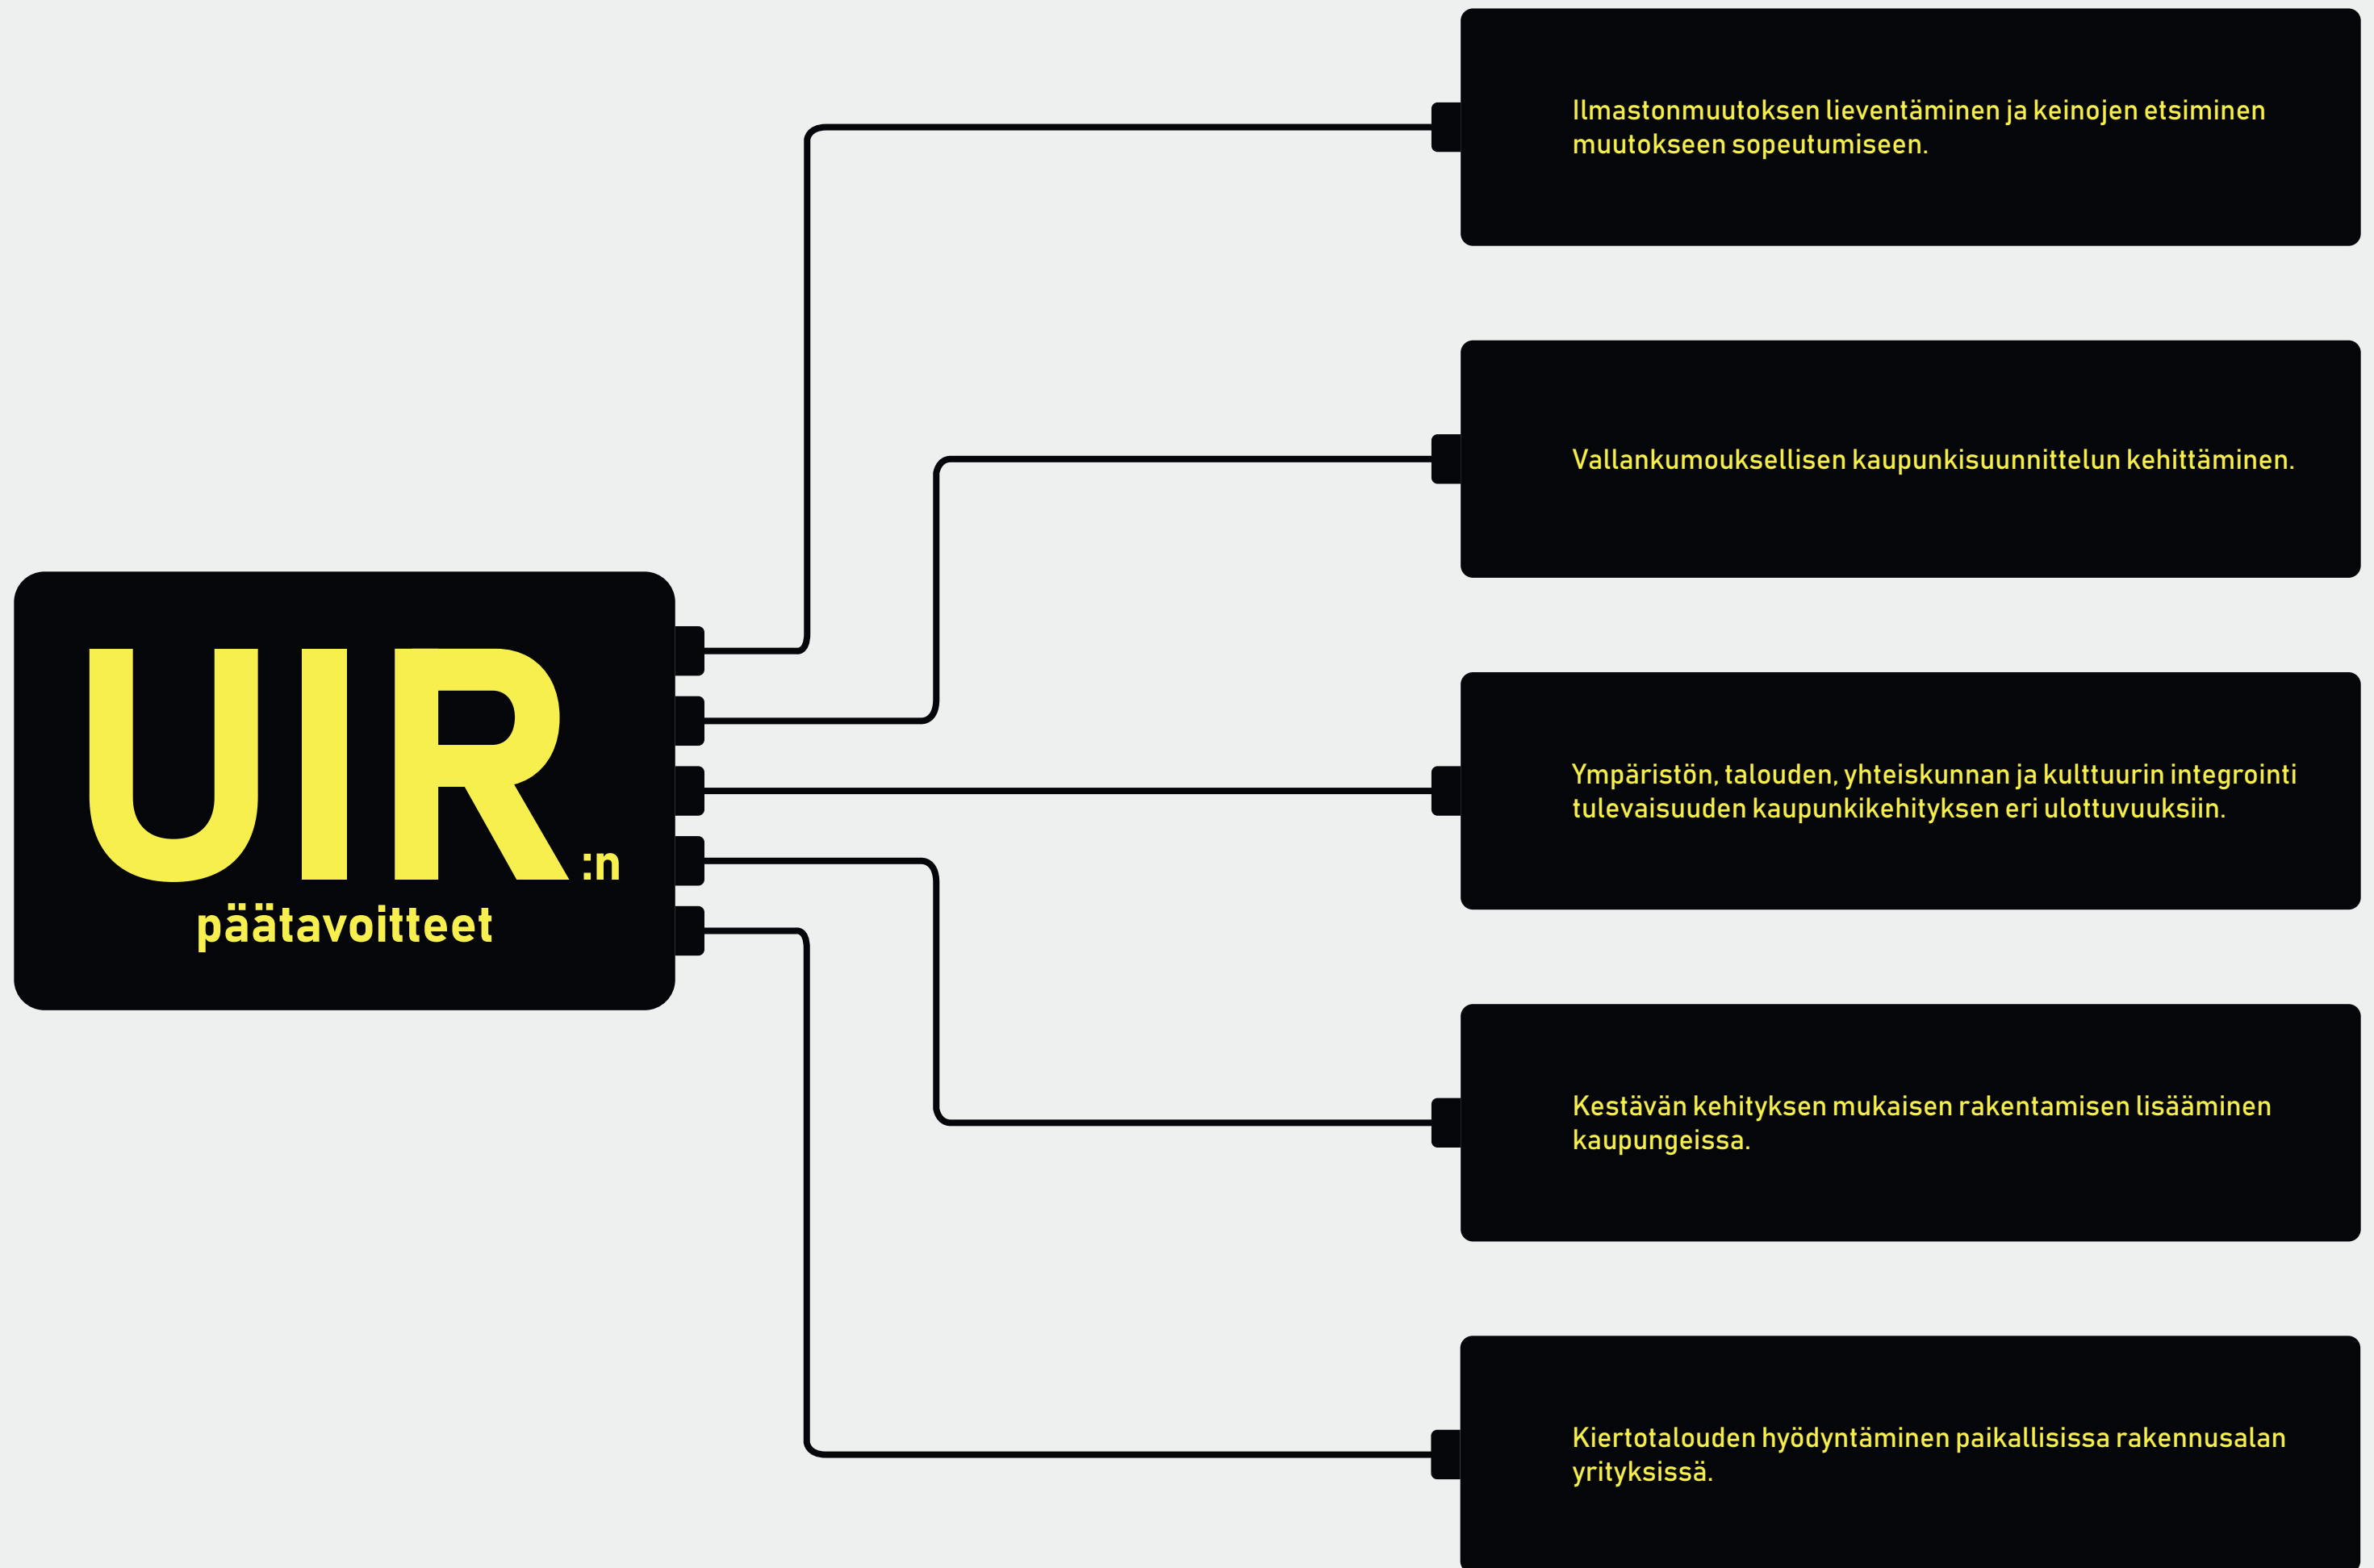 UIR:n
päätavoitteet
Ilmastonmuutoksen lieventäminen ja keinojen etsiminen
muutokseen sopeutumiseen.
Vallankumouksellisen kaupunkisuunnittelun kehittäminen.
Ympäristön, talouden, yhteiskunnan ja kulttuurin integrointi
tulevaisuuden kaupunkikehityksen eri ulottuvuuksiin.
Kestävän kehityksen mukaisen rakentamisen lisääminen
kaupungeissa.
Kiertotalouden hyödyntäminen paikallisissa rakennusalan
yrityksissä.